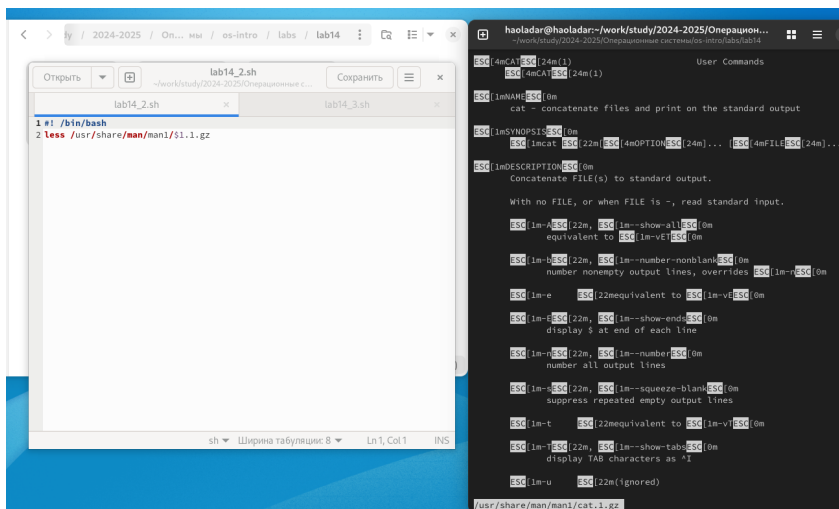 dy / 2024-2025 / Оп… мы / os-intro / labs / lab14
Открыть
lab14_2.sh
~/work/study/2024-2025/Операционные с…
Сохранить
lab14_2.sh
lab14_3.sh
1 #! /bin/bash
2 less /usr/share/man/man1/$1.1.gz
sh
Ширина табуляции: 8
Ln 1, Col 1
INS
haoladar@haoladar:~/work/study/2024-2025/Операцион…
~/work/study/2024-2025/Операционные системы/os-intro/labs/lab14
ESC[4mCATESC[24m(1) User Commands
ESC[4mCATESC[24m(1)
ESC[1mNAMEESC[0m
cat - concatenate files and print on the standard output
ESC[1mSYNOPSISESC[0m
ESC[1mcat ESC[22m[ESC[4mOPTIONESC[24m]... [ESC[4mFILEESC[24m]...
ESC[1mDESCRIPTIONESC[0m
Concatenate FILE(s) to standard output.
With no FILE, or when FILE is -, read standard input.
ESC[1m-AESC[22m, ESC[1m--show-allESC[0m
equivalent to ESC[1m-vETESC[0m
ESC[1m-bESC[22m, ESC[1m--number-nonblankESC[0m
number nonempty output lines, overrides ESC[1m-nESC[0m
ESC[1m-e ESC[22mequivalent to ESC[1m-vEESC[0m
ESC[1m-EESC[22m, ESC[1m--show-endsESC[0m
display $ at end of each line
ESC[1m-nESC[22m, ESC[1m--numberESC[0m
number all output lines
ESC[1m-sESC[22m, ESC[1m--squeeze-blankESC[0m
suppress repeated empty output lines
ESC[1m-t ESC[22mequivalent to ESC[1m-vTESC[0m
ESC[1m-TESC[22m, ESC[1m--show-tabsESC[0m
display TAB characters as ^I
ESC[1m-u ESC[22m(ignored)
/usr/share/man/man1/cat.1.gz